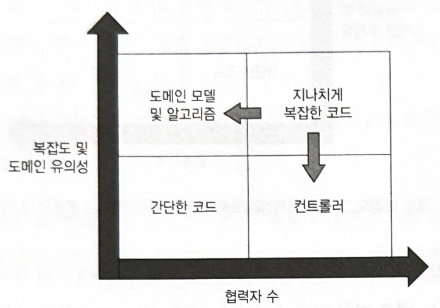 도메인 모델
및 알고리즘
지나치게
복잡한 코드
복잡도 및
도메인 유의성
간단한 코드
컨트롤러
협력자 수